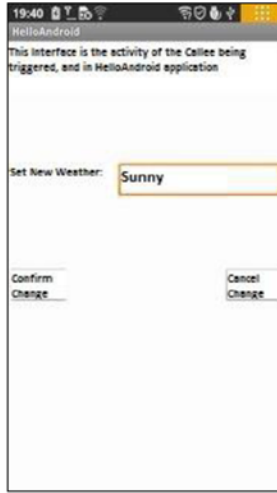 19:40
HelloAndroid
This Interface is the activity of the Callee being
triggered, and in HelloAndroid application
Set New Weather: Sunny
Confirm Cancel
Change Change